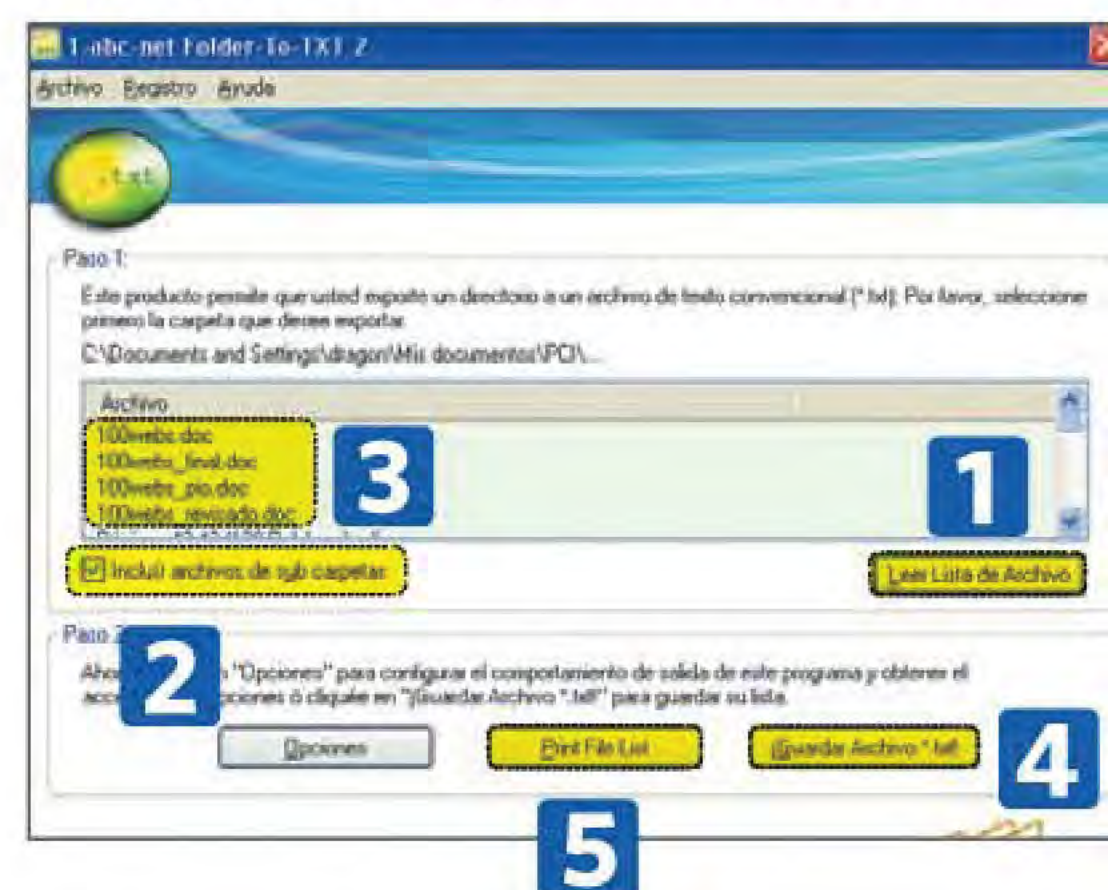 1-abc-net Folder-To-TXT 2
Archivo Registro Ayuda
.txt
Paso 1:
Este producto permite que usted exporte un directorio a un archivo de texto convencional (*.txt). Por favor, seleccione
primero la carpeta que desee exportar.
C:\Documents and Settings\dragon\Mis documentos\PCI\...
Archivo
100webs.doc
100webs_final.doc
100webs_pio.doc
100webs_revisado.doc
3
1
Incluir archivos de sub carpetas
Leer Lista de Archivo
Paso
2
"Opciones" para configurar el comportamiento de salida de este programa y obtener el
opciones ó cliquée en "¡Guardar Archivo *.txt!" para guardar su lista.
Opciones
Print File List
¡Guardar Archivo *.txt!
4
5